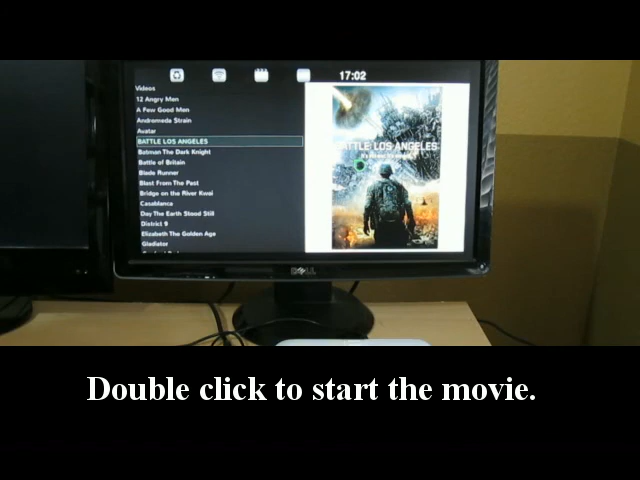 17:02
Videos
12 Angry Men
A Few Good Men
Andromeda Strain
Avatar
BATTLE LOS ANGELES
Batman The Dark Knight
Battle of Britain
Blade Runner
Blast From The Past
Bridge on the River Kwai
Casablanca
Day The Earth Stood Still
District 9
Elizabeth The Golden Age
Gladiator
BATTLE: LOS ANGELES
DELL
Double click to start the movie.